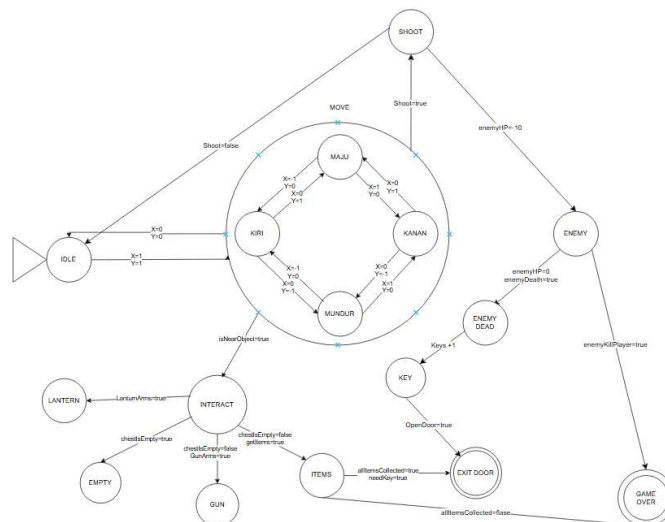 SHOOT
Shoot=true
MOVE
enemyHP=-10
Shoot=false
MAJU
X=-1
Y=0
X=0
Y=1
X=1
Y=0
X=0
Y=1
KIRI
KANAN
X=0
Y=0
IDLE
X=1
Y=1
ENEMY
X=-1
Y=0
X=0
Y=-1
X=0
Y=-1
X=1
Y=0
MUNDUR
enemyHP=0
enemyDeath=true
ENEMY
DEAD
isNearObject=true
Keys +1
enemyKillPlayer=true
KEY
LANTERN
LanturnArms=true
INTERACT
OpenDoor=true
chestIsEmpty=true
chestIsEmpty=false
GunArms=true
chestIsEmpty=false
getItems=true
EMPTY
GUN
ITEMS
allItemsCollected=true
needKey=true
EXIT DOOR
GAME
OVER
allItemsCollected=flase